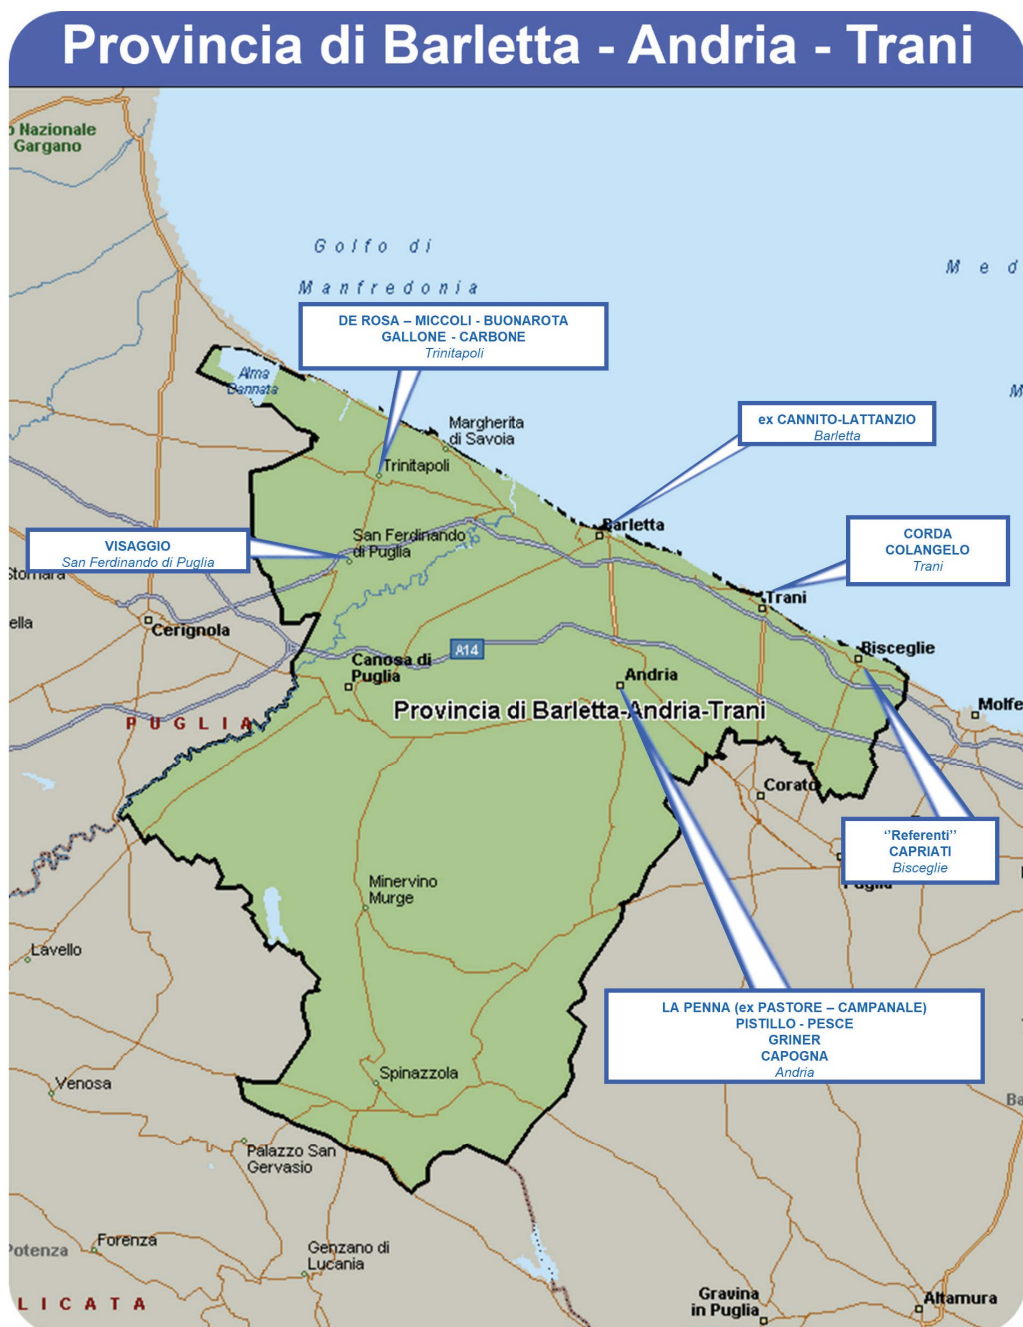 Provincia di Barletta - Andria - Trani
o Nazionale
Gargano
Golfo di
Manfredonia
Med
M
DE ROSA – MICCOLI - BUONAROTA
GALLONE - CARBONE
Trinitapoli
Alma
Dannata
Margherita
di Savoia
ex CANNITO-LATTANZIO
Barletta
Trinitapoli
San Ferdinando
di Puglia
Barletta
VISAGGIO
San Ferdinando di Puglia
CORDA
COLANGELO
Trani
Stornara
ella
Cerignola
Trani
Bisceglie
A14
Canosa di
Puglia
Andria
Molfe
PUGLIA
Provincia di Barletta-Andria-Trani
Corato
‘’Referenti’’
CAPRIATI
Bisceglie
Puglia
Minervino
Murge
Lavello
LA PENNA (ex PASTORE – CAMPANALE)
PISTILLO - PESCE
GRINER
CAPOGNA
Andria
Spinazzola
Venosa
Ba
Palazzo San
Gervasio
Potenza
Forenza
Genzano di
Lucania
LICATA
Gravina
in Puglia
Altamura